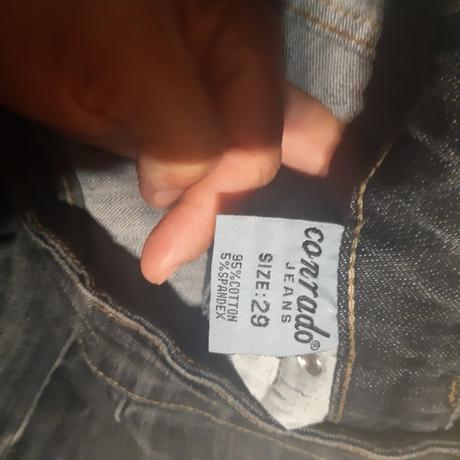 conrado®
JEANS
SIZE:29
95%COTTON
5%SPANDEX